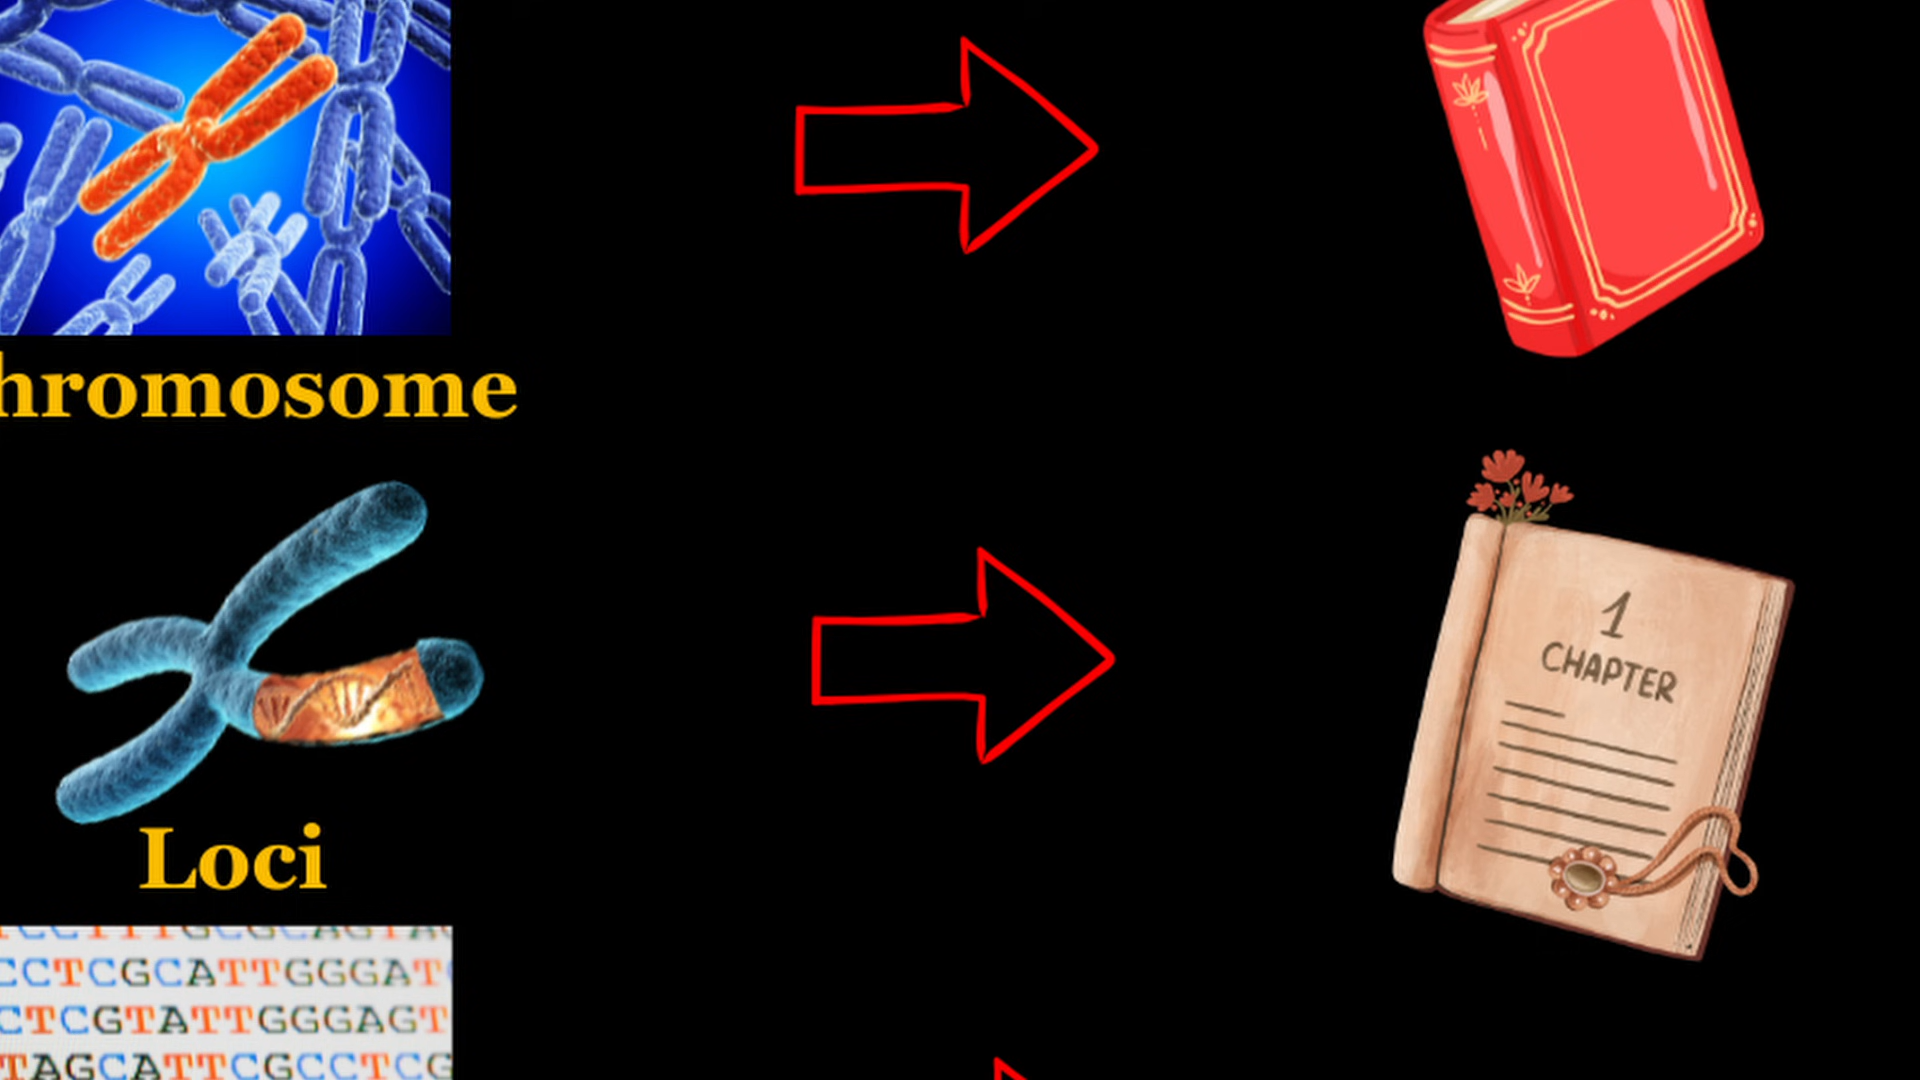 hromosome
1
CHAPTER
Loci
CCTCGCATTGGGAT
CTCGTATTGGGAGT
TAGCATTCGCCTCG